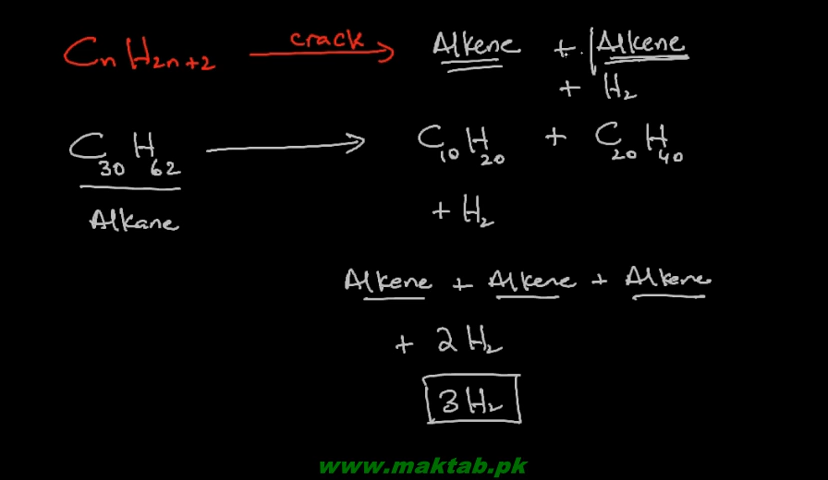 CnH2n+2 crack Alkene + Alkene
+ H2
C30H62 C10H20 + C20H40
Alkane + H2
Alkene + Alkene + Alkene
+ 2H2
3H2
www.maktab.pk